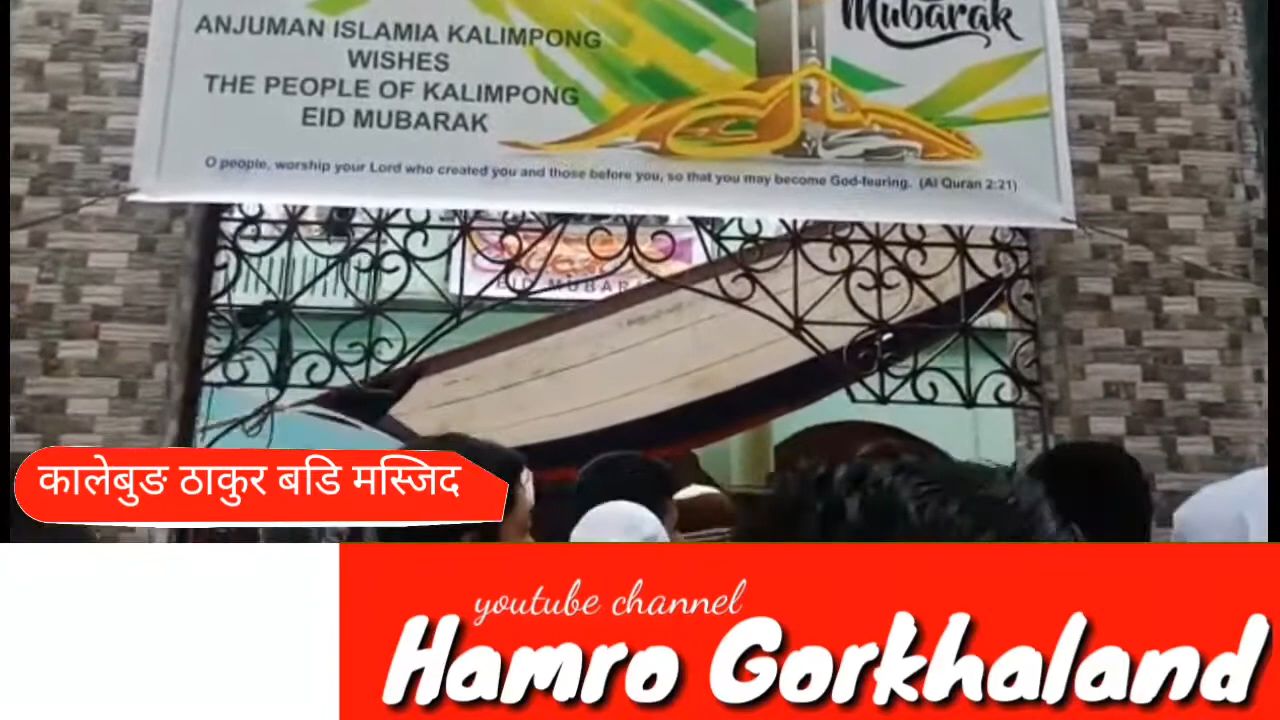 Mubarak
ANJUMAN ISLAMIA KALIMPONG
WISHES
THE PEOPLE OF KALIMPONG
EID MUBARAK
O people, worship your Lord who created you and those before you, so that you may become God-fearing. (Al Quran 2:21)
EID MUBARA
कालेबुङ ठाकुर बडि मस्जिद
youtube channel
Hamro Gorkhaland